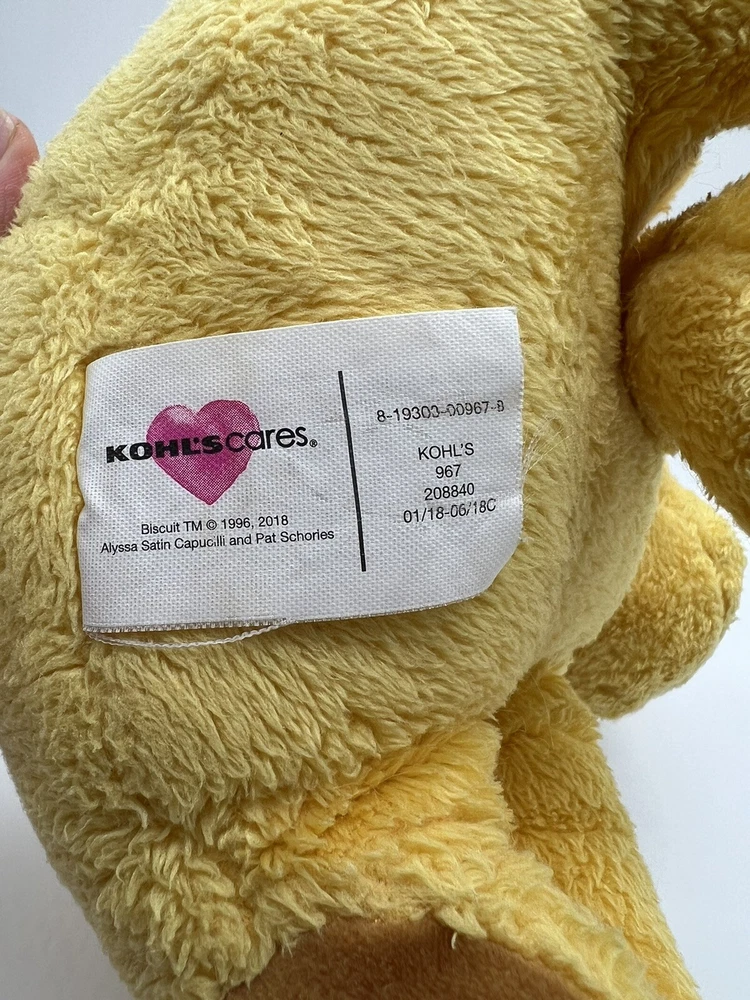 KOHL'S cares®
Biscuit TM © 1996, 2018
Alyssa Satin Capucilli and Pat Schories
8-19303-00967-8
KOHL'S
967
208840
01/18-06/18C